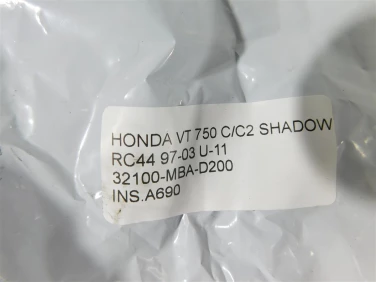 HONDA VT 750 C/C2 SHADOW
RC44 97-03 U-11
32100-MBA-D200
INS.A690